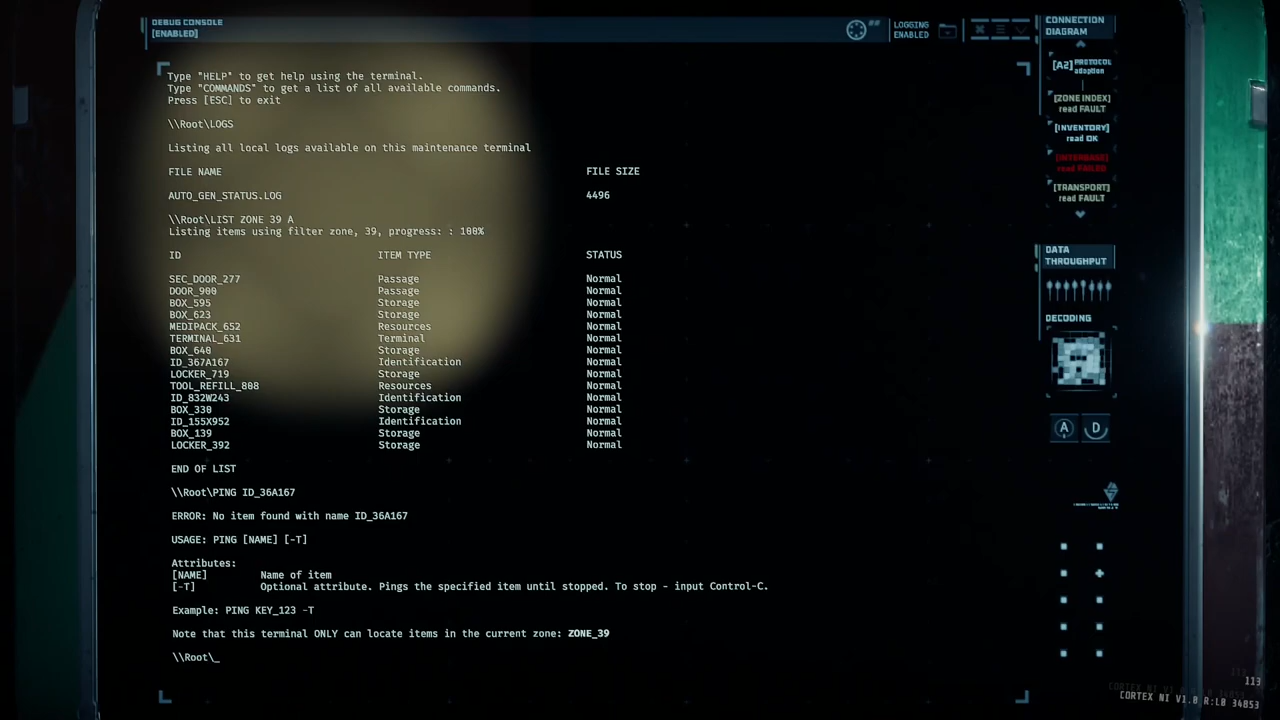 DEBUG CONSOLE
[ENABLED]
LOGGING
ENABLED
Type "HELP" to get help using the terminal.
Type "COMMANDS" to get a list of all available commands.
Press [ESC] to exit
\\Root\LOGS
Listing all local logs available on this maintenance terminal
FILE NAME FILE SIZE
AUTO_GEN_STATUS.LOG 4496
\\Root\LIST ZONE 39 A
Listing items using filter zone, 39, progress: : 100%
ID ITEM TYPE STATUS
SEC_DOOR_277 Passage Normal
DOOR_900 Passage Normal
BOX_595 Storage Normal
BOX_623 Storage Normal
MEDIPACK_652 Resources Normal
TERMINAL_631 Terminal Normal
BOX_640 Storage Normal
ID_367A167 Identification Normal
LOCKER_719 Storage Normal
TOOL_REFILL_808 Resources Normal
ID_832W243 Identification Normal
BOX_330 Storage Normal
ID_155X952 Identification Normal
BOX_139 Storage Normal
LOCKER_392 Storage Normal
END OF LIST
\\Root\PING ID_36A167
ERROR: No item found with name ID_36A167
USAGE: PING [NAME] [-T]
Attributes:
[NAME] Name of item
[-T] Optional attribute. Pings the specified item until stopped. To stop - input Control-C.
Example: PING KEY_123 -T
Note that this terminal ONLY can locate items in the current zone: ZONE_39
\\Root\_
CONNECTION
DIAGRAM
[A2] PROTOCOL
adaption
[ZONE INDEX]
read FAULT
[INVENTORY]
read OK
[INTERBASE]
read FAILED
[TRANSPORT]
read FAULT
DATA
THROUGHPUT
DECODING
A D
113
CORTEX NI V1.0 R:L0 34853